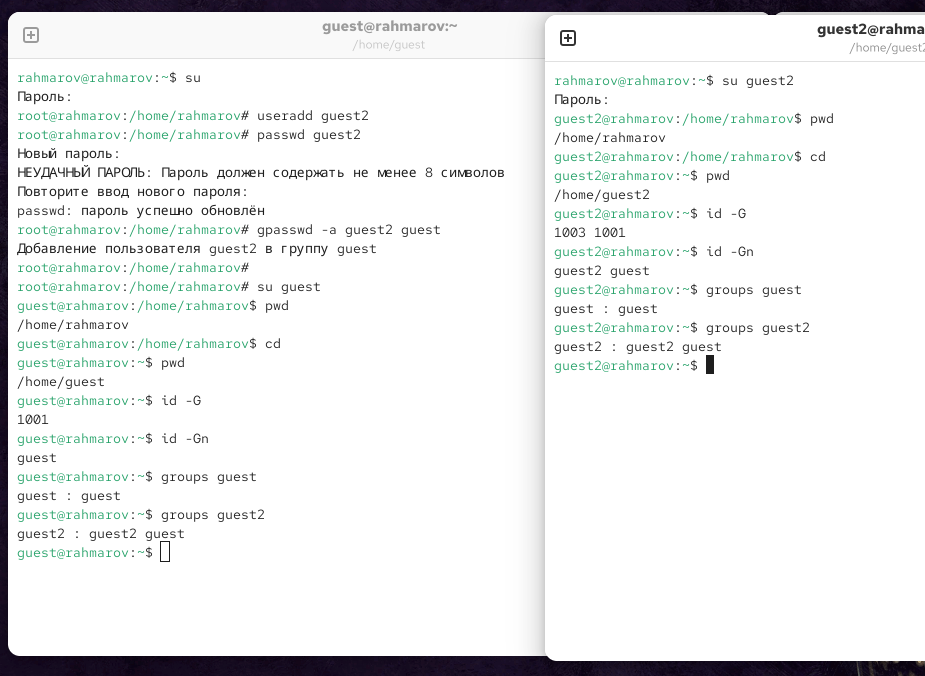 guest@rahmarov:~
/home/guest
rahmarov@rahmarov:~$ su
Пароль:
root@rahmarov:/home/rahmarov# useradd guest2
root@rahmarov:/home/rahmarov# passwd guest2
Новый пароль:
НЕУДАЧНЫЙ ПАРОЛЬ: Пароль должен содержать не менее 8 символов
Повторите ввод нового пароля:
passwd: пароль успешно обновлён
root@rahmarov:/home/rahmarov# gpasswd -a guest2 guest
Добавление пользователя guest2 в группу guest
root@rahmarov:/home/rahmarov#
root@rahmarov:/home/rahmarov# su guest
guest@rahmarov:/home/rahmarov$ pwd
/home/rahmarov
guest@rahmarov:/home/rahmarov$ cd
guest@rahmarov:~$ pwd
/home/guest
guest@rahmarov:~$ id -G
1001
guest@rahmarov:~$ id -Gn
guest
guest@rahmarov:~$ groups guest
guest : guest
guest@rahmarov:~$ groups guest2
guest2 : guest2 guest
guest@rahmarov:~$
guest2@rahma
/home/guest2
rahmarov@rahmarov:~$ su guest2
Пароль:
guest2@rahmarov:/home/rahmarov$ pwd
/home/rahmarov
guest2@rahmarov:/home/rahmarov$ cd
guest2@rahmarov:~$ pwd
/home/guest2
guest2@rahmarov:~$ id -G
1003 1001
guest2@rahmarov:~$ id -Gn
guest2 guest
guest2@rahmarov:~$ groups guest
guest : guest
guest2@rahmarov:~$ groups guest2
guest2 : guest2 guest
guest2@rahmarov:~$